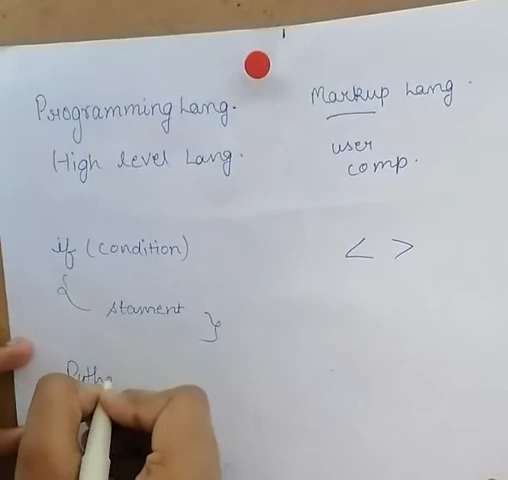 Programming Lang.
High level Lang.
if (condition)
{
stament
}
Markup Lang.
user
comp.
< >